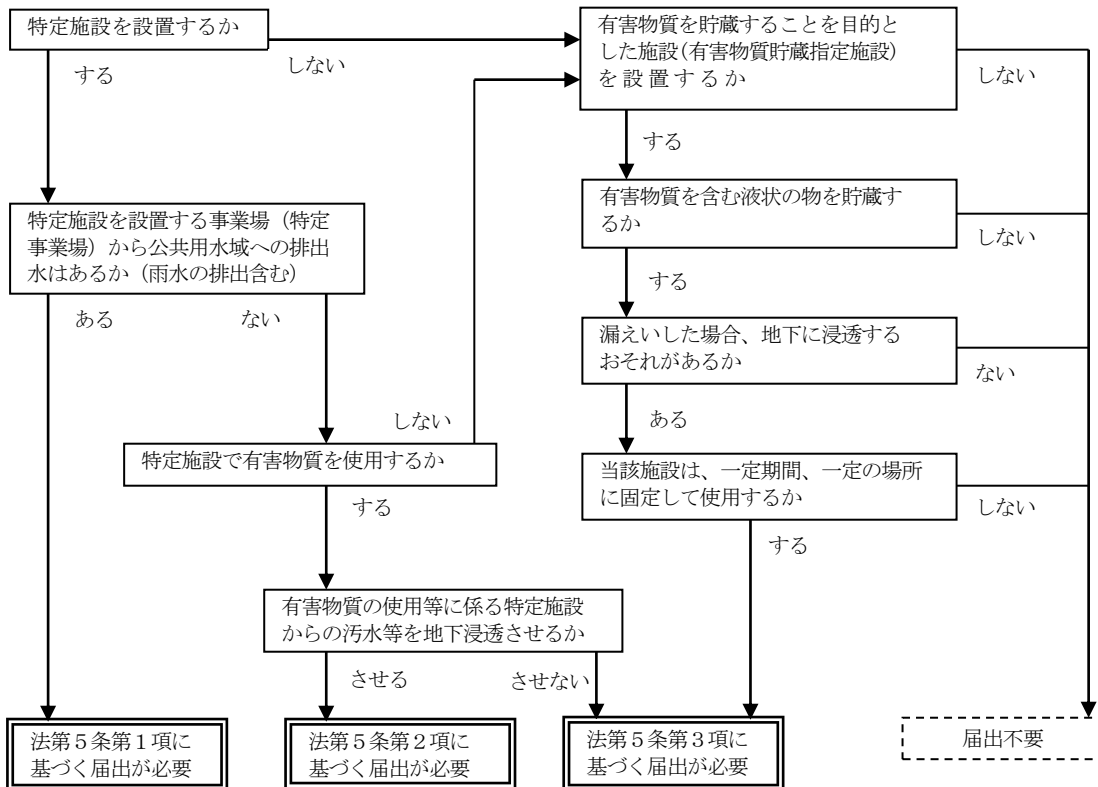 特定施設を設置するか
する
しない
有害物質を貯蔵することを目的と
した施設(有害物質貯蔵指定施設)
を設置するか
しない
する
特定施設を設置する事業場（特定
事業場）から公共用水域への排出
水はあるか（雨水の排出含む）
ある
ない
有害物質を含む液状の物を貯蔵す
るか
しない
する
漏えいした場合、地下に浸透する
おそれがあるか
ない
ある
しない
特定施設で有害物質を使用するか
する
当該施設は、一定期間、一定の場所
に固定して使用するか
しない
する
有害物質の使用等に係る特定施設
からの汚水等を地下浸透させるか
させる
させない
法第５条第１項に
基づく届出が必要
法第５条第２項に
基づく届出が必要
法第５条第３項に
基づく届出が必要
届出不要